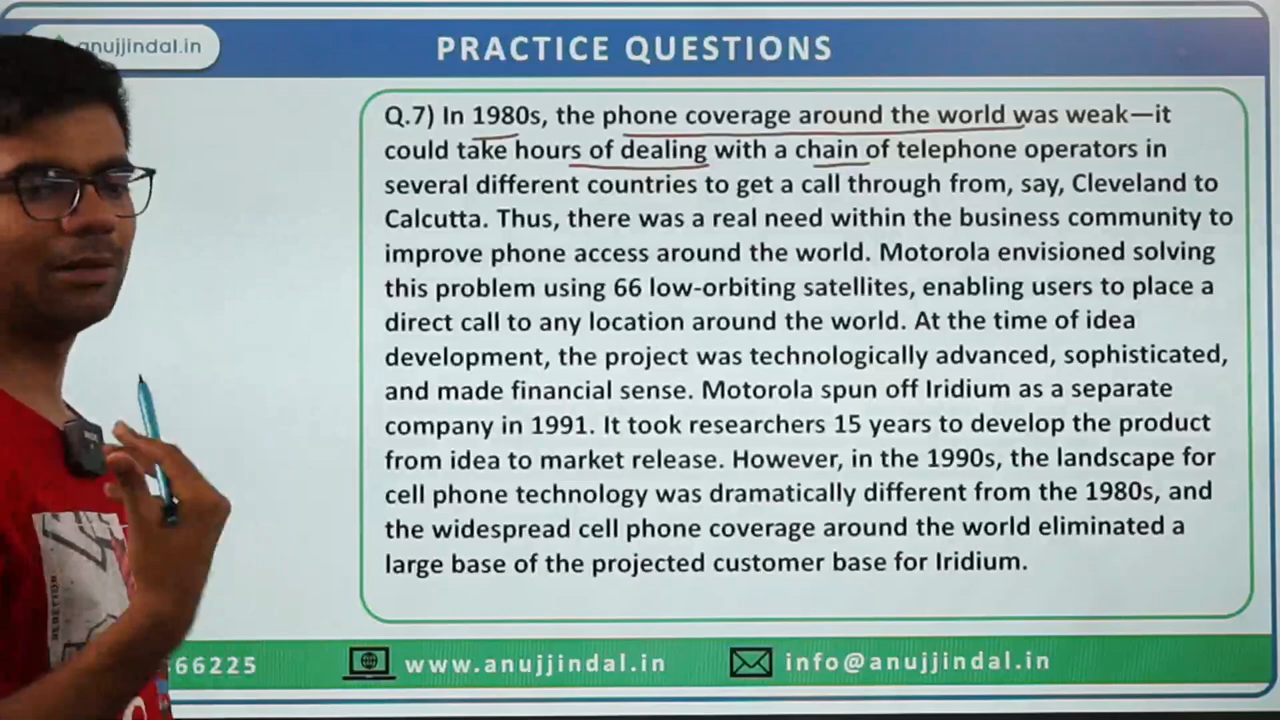 anujjindal.in
PRACTICE QUESTIONS
Q.7) In 1980s, the phone coverage around the world was weak—it
could take hours of dealing with a chain of telephone operators in
several different countries to get a call through from, say, Cleveland to
Calcutta. Thus, there was a real need within the business community to
improve phone access around the world. Motorola envisioned solving
this problem using 66 low-orbiting satellites, enabling users to place a
direct call to any location around the world. At the time of idea
development, the project was technologically advanced, sophisticated,
and made financial sense. Motorola spun off Iridium as a separate
company in 1991. It took researchers 15 years to develop the product
from idea to market release. However, in the 1990s, the landscape for
cell phone technology was dramatically different from the 1980s, and
the widespread cell phone coverage around the world eliminated a
large base of the projected customer base for Iridium.
66225 www.anujjindal.in info@anujjindal.in